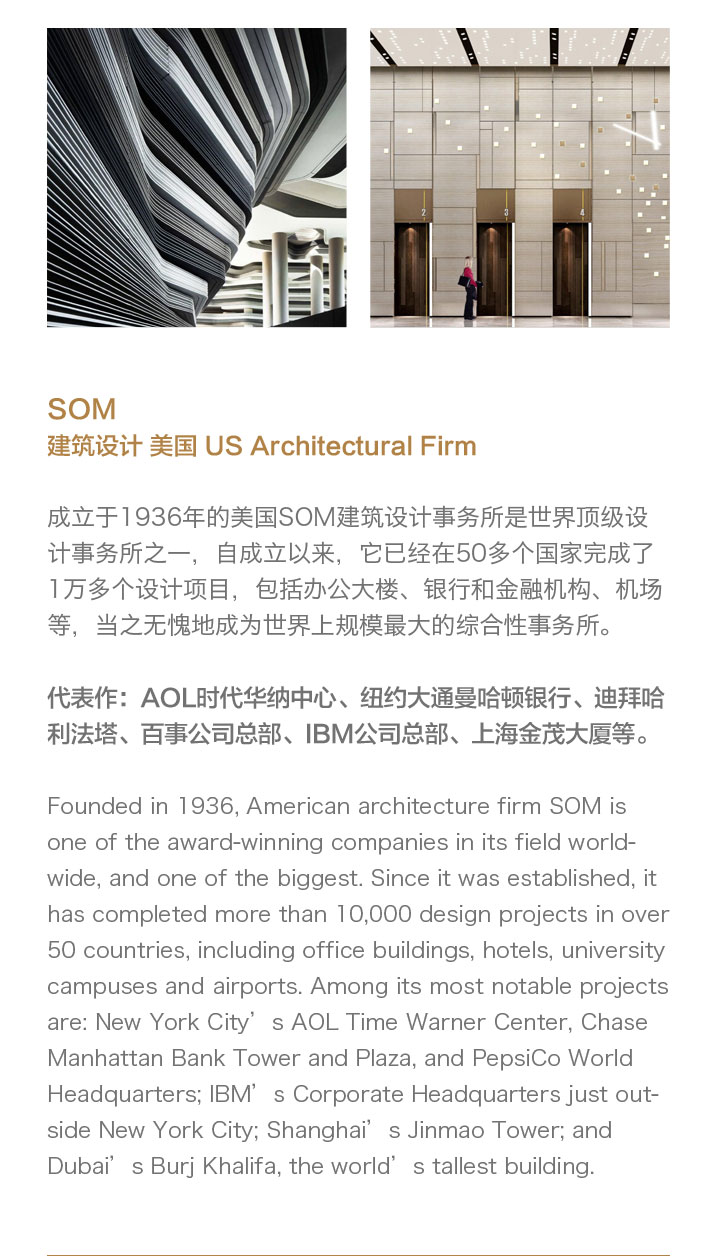 2
3
4
SOM
建筑设计 美国 US Architectural Firm
成立于1936年的美国SOM建筑设计事务所是世界顶级设
计事务所之一，自成立以来，它已经在50多个国家完成了
1万多个设计项目，包括办公大楼、银行和金融机构、机场
等，当之无愧地成为世界上规模最大的综合性事务所。
代表作：AOL时代华纳中心、纽约大通曼哈顿银行、迪拜哈
利法塔、百事公司总部、IBM公司总部、上海金茂大厦等。
Founded in 1936, American architecture firm SOM is
one of the award-winning companies in its field world-
wide, and one of the biggest. Since it was established, it
has completed more than 10,000 design projects in over
50 countries, including office buildings, hotels, university
campuses and airports. Among its most notable projects
are: New York City’s AOL Time Warner Center, Chase
Manhattan Bank Tower and Plaza, and PepsiCo World
Headquarters; IBM’s Corporate Headquarters just out-
side New York City; Shanghai’s Jinmao Tower; and
Dubai’s Burj Khalifa, the world’s tallest building.